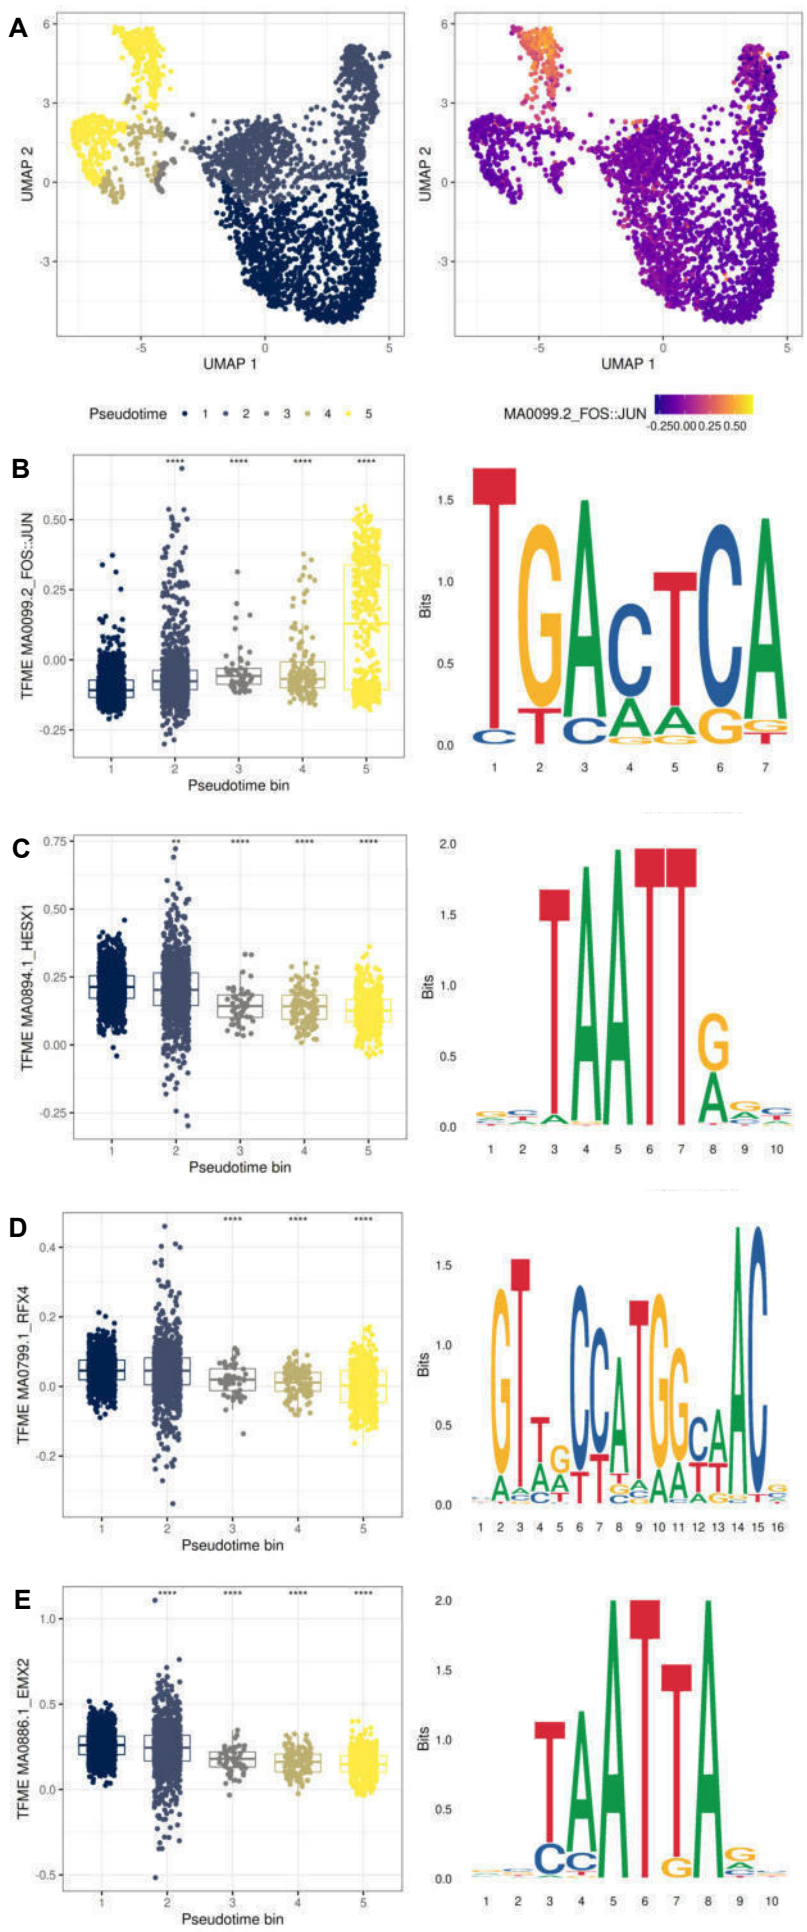 A
6
3
0
-3
UMAP 2
-5
0
5
UMAP 1
6
3
0
-3
UMAP 2
-5
0
5
UMAP 1
Pseudotime 1 2 3 4 5
MA0099.2_FOS::JUN
-0.250.00 0.25 0.50
B
TFME MA0099.2_FOS::JUN
0.50
0.25
0.00
-0.25
**** **** **** ****
1 2 3 4 5
Pseudotime bin
Bits
1.5
1.0
0.5
0.0
1 2 3 4 5 6 7
T G A C T C A
C T C A A G G
G G T
C
TFME MA0894.1_HESX1
0.75
0.50
0.25
0.00
-0.25
** **** **** ****
1 2 3 4 5
Pseudotime bin
Bits
2.0
1.5
1.0
0.5
0.0
T A A T T G
A
1 2 3 4 5 6 7 8 9 10
D
TFME MA0799.1_RFX4
0.4
0.2
0.0
-0.2
**** **** ****
1 2 3 4 5
Pseudotime bin
Bits
1.5
1.0
0.5
0.0
G T T G C C A T G G C A A C
1 2 3 4 5 6 7 8 9 10 11 12 13 14 15 16
E
TFME MA0886.1_EMX2
1.0
0.5
0.0
-0.5
**** **** **** ****
1 2 3 4 5
Pseudotime bin
Bits
2.0
1.5
1.0
0.5
0.0
T A A T T A G
C C G A
1 2 3 4 5 6 7 8 9 10